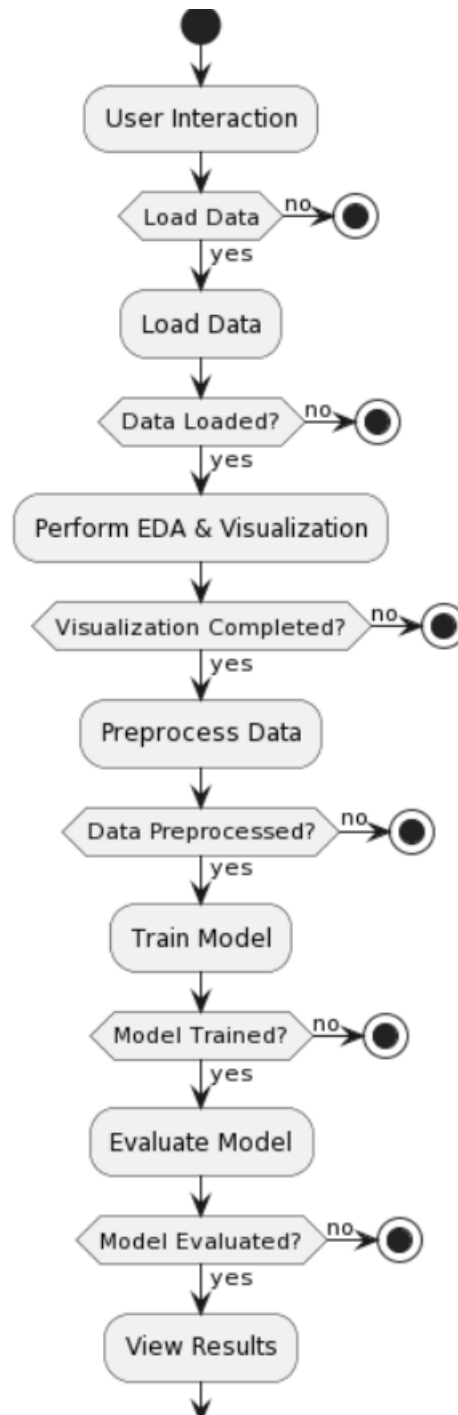 User Interaction
Load Data
no
yes
Load Data
Data Loaded?
no
yes
Perform EDA & Visualization
Visualization Completed?
no
yes
Preprocess Data
Data Preprocessed?
no
yes
Train Model
Model Trained?
no
yes
Evaluate Model
Model Evaluated?
no
yes
View Results